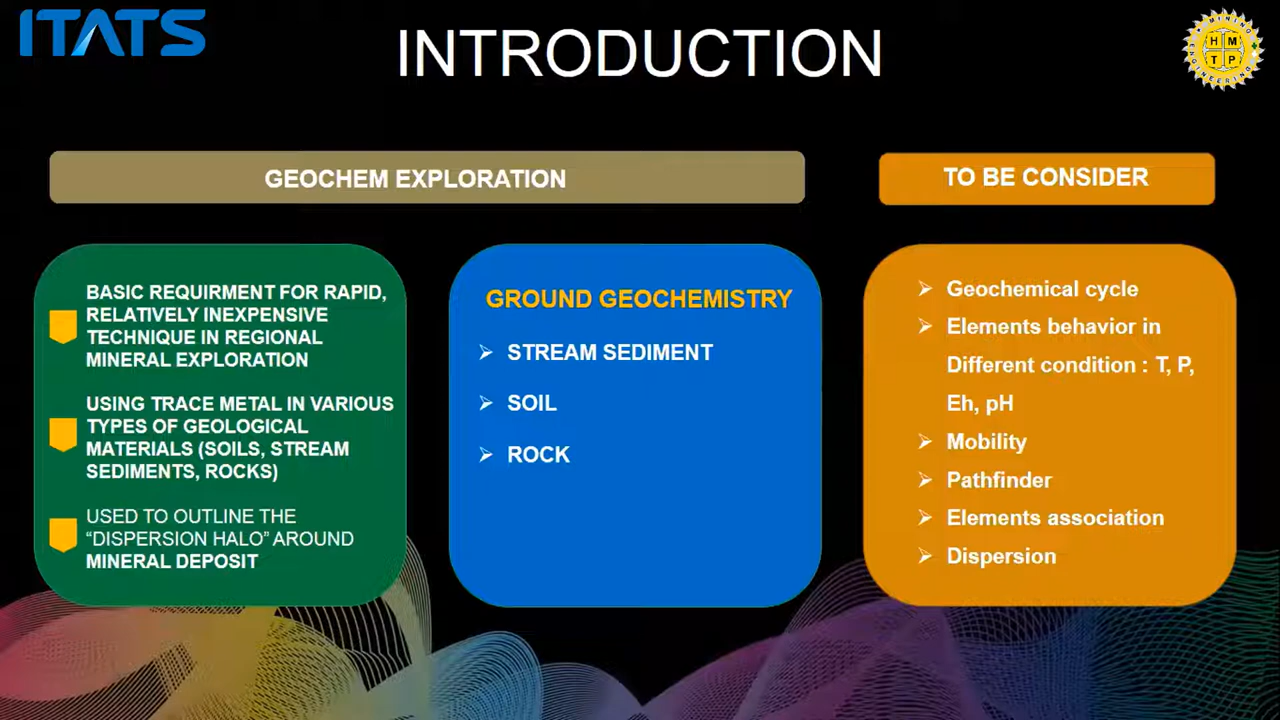 ITATS
INTRODUCTION
MINING
H M
T P
ENGINEERING
GEOCHEM EXPLORATION
TO BE CONSIDER
BASIC REQUIRMENT FOR RAPID,
RELATIVELY INEXPENSIVE
TECHNIQUE IN REGIONAL
MINERAL EXPLORATION
USING TRACE METAL IN VARIOUS
TYPES OF GEOLOGICAL
MATERIALS (SOILS, STREAM
SEDIMENTS, ROCKS)
USED TO OUTLINE THE
“DISPERSION HALO” AROUND
MINERAL DEPOSIT
GROUND GEOCHEMISTRY
STREAM SEDIMENT
SOIL
ROCK
Geochemical cycle
Elements behavior in
Different condition : T, P,
Eh, pH
Mobility
Pathfinder
Elements association
Dispersion